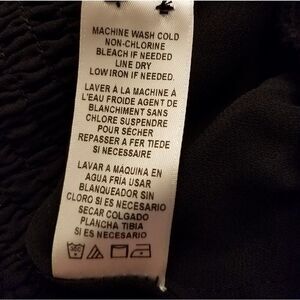 MACHINE WASH COLD
NON-CHLORINE
BLEACH IF NEEDED
LINE DRY
LOW IRON IF NEEDED.
LAVER À LA MACHINE À
L'EAU FROIDE AGENT DE
BLANCHIMENT SANS
CHLORE SUSPENDRE
POUR SÉCHER
REPASSER A FER TIEDE
SI NECESSAIRE
LAVAR A MÁQUINA EN
AGUA FRIA USAR
BLANQUEADOR SIN
CLORO SI ES NECESARIO
SECAR COLGADO
PLANCHA TIBIA
SI ES NECESARIO